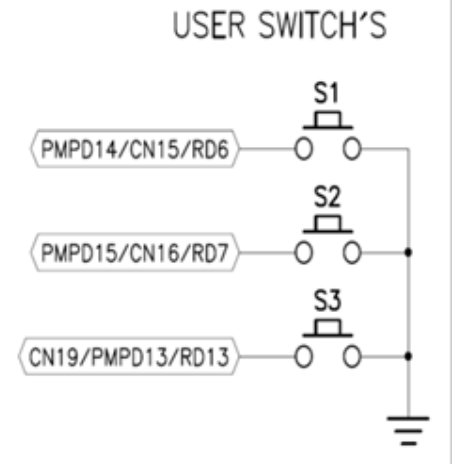 USER SWITCH'S
S1
PMPD14/CN15/RD6
S2
PMPD15/CN16/RD7
S3
CN19/PMPD13/RD13